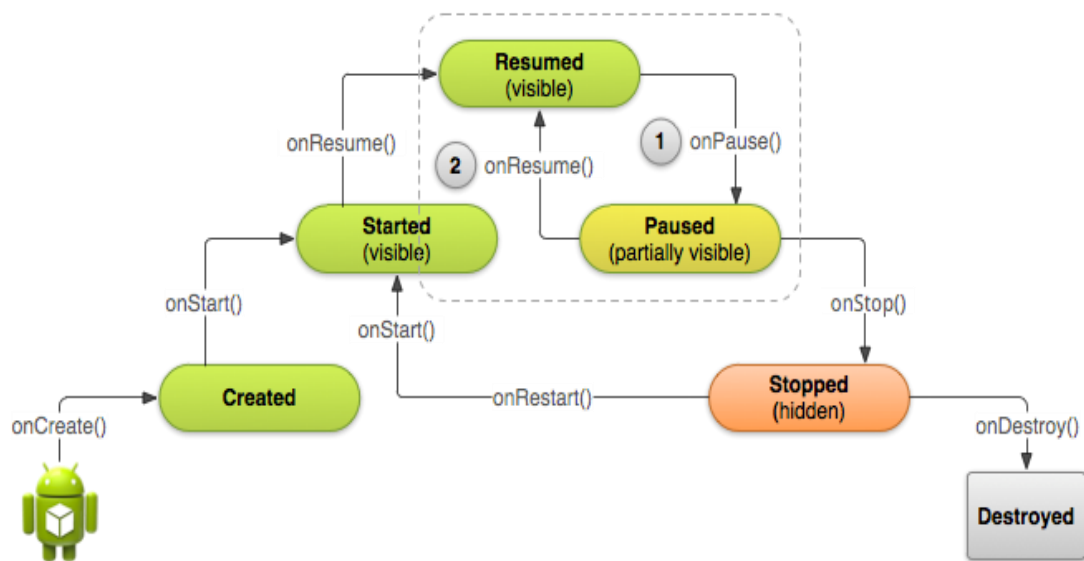 Resumed
(visible)
onResume()
2
onResume()
1
onPause()
Started
(visible)
Paused
(partially visible)
onStart()
onStart()
onStop()
Created
onRestart()
Stopped
(hidden)
onCreate()
onDestroy()
Destroyed